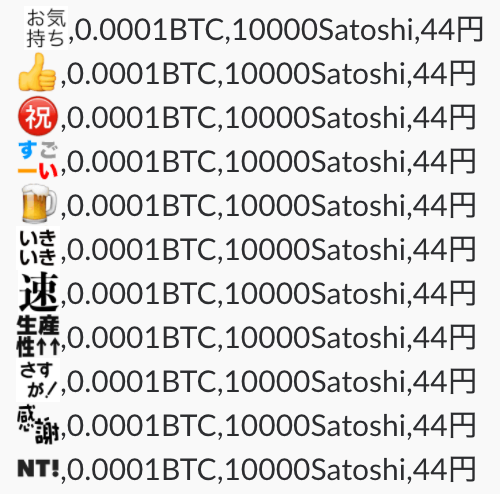 お気持ち,0.0001BTC,10000Satoshi,44円
👍,0.0001BTC,10000Satoshi,44円
㊗️,0.0001BTC,10000Satoshi,44円
すごーい,0.0001BTC,10000Satoshi,44円
🍺,0.0001BTC,10000Satoshi,44円
いきいき,0.0001BTC,10000Satoshi,44円
速,0.0001BTC,10000Satoshi,44円
生産性↑↑,0.0001BTC,10000Satoshi,44円
さすが!,0.0001BTC,10000Satoshi,44円
感謝,0.0001BTC,10000Satoshi,44円
NT!,0.0001BTC,10000Satoshi,44円